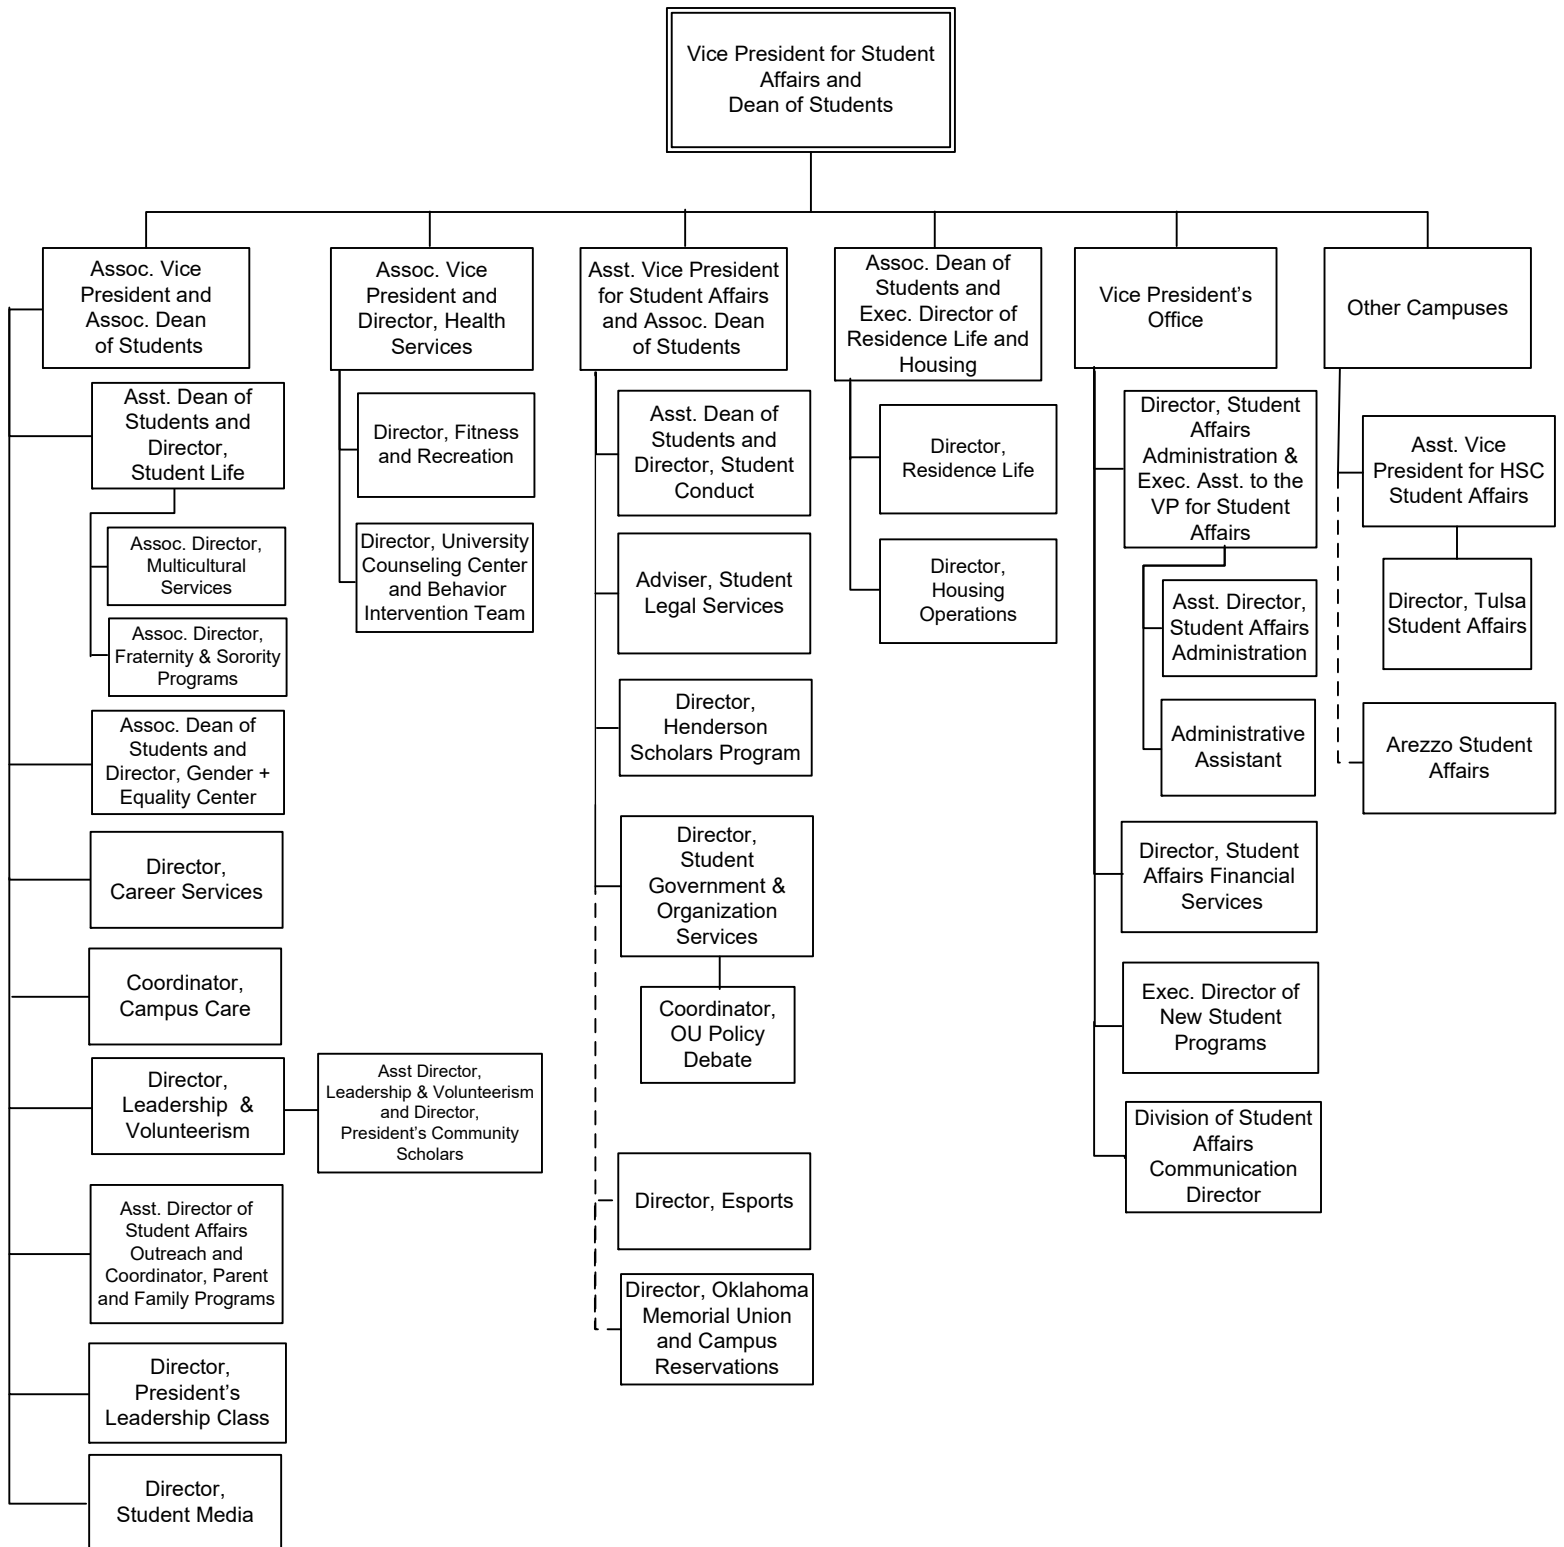 Vice President for Student
Affairs and
Dean of Students
Assoc. Vice
President and
Assoc. Dean
of Students
Asst. Dean of
Students and
Director,
Student Life
Assoc. Director,
Multicultural
Services
Assoc. Director,
Fraternity & Sorority
Programs
Assoc. Dean of
Students and
Director, Gender +
Equality Center
Director,
Career Services
Coordinator,
Campus Care
Director,
Leadership &
Volunteerism
Asst Director,
Leadership & Volunteerism
and Director,
President’s Community
Scholars
Asst. Director of
Student Affairs
Outreach and
Coordinator, Parent
and Family Programs
Director,
President’s
Leadership Class
Director,
Student Media
Assoc. Vice
President and
Director, Health
Services
Director, Fitness
and Recreation
Director, University
Counseling Center
and Behavior
Intervention Team
Asst. Vice President
for Student Affairs
and Assoc. Dean
of Students
Asst. Dean of
Students and
Director, Student
Conduct
Adviser, Student
Legal Services
Director,
Henderson
Scholars Program
Director,
Student
Government &
Organization
Services
Coordinator,
OU Policy
Debate
Director, Esports
Director, Oklahoma
Memorial Union
and Campus
Reservations
Assoc. Dean of
Students and
Exec. Director of
Residence Life and
Housing
Director,
Residence Life
Director,
Housing
Operations
Vice President’s
Office
Director, Student
Affairs
Administration &
Exec. Asst. to the
VP for Student
Affairs
Asst. Director,
Student Affairs
Administration
Administrative
Assistant
Director, Student
Affairs Financial
Services
Exec. Director of
New Student
Programs
Division of Student
Affairs
Communication
Director
Other Campuses
Asst. Vice
President for HSC
Student Affairs
Director, Tulsa
Student Affairs
Arezzo Student
Affairs